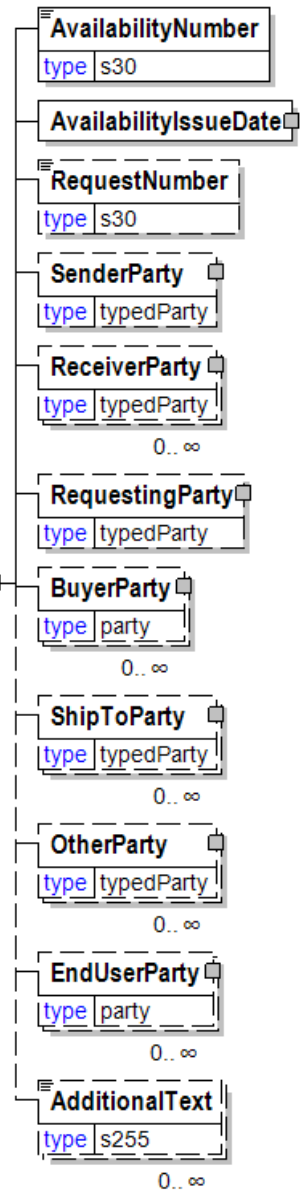 AvailabilityNumber
type s30
AvailabilityIssueDate
RequestNumber
type s30
SenderParty
type typedParty
ReceiverParty
type typedParty
0.. ∞
RequestingParty
type typedParty
BuyerParty
type party
0.. ∞
ShipToParty
type typedParty
0.. ∞
OtherParty
type typedParty
0.. ∞
EndUserParty
type party
0.. ∞
AdditionalText
type s255
0.. ∞